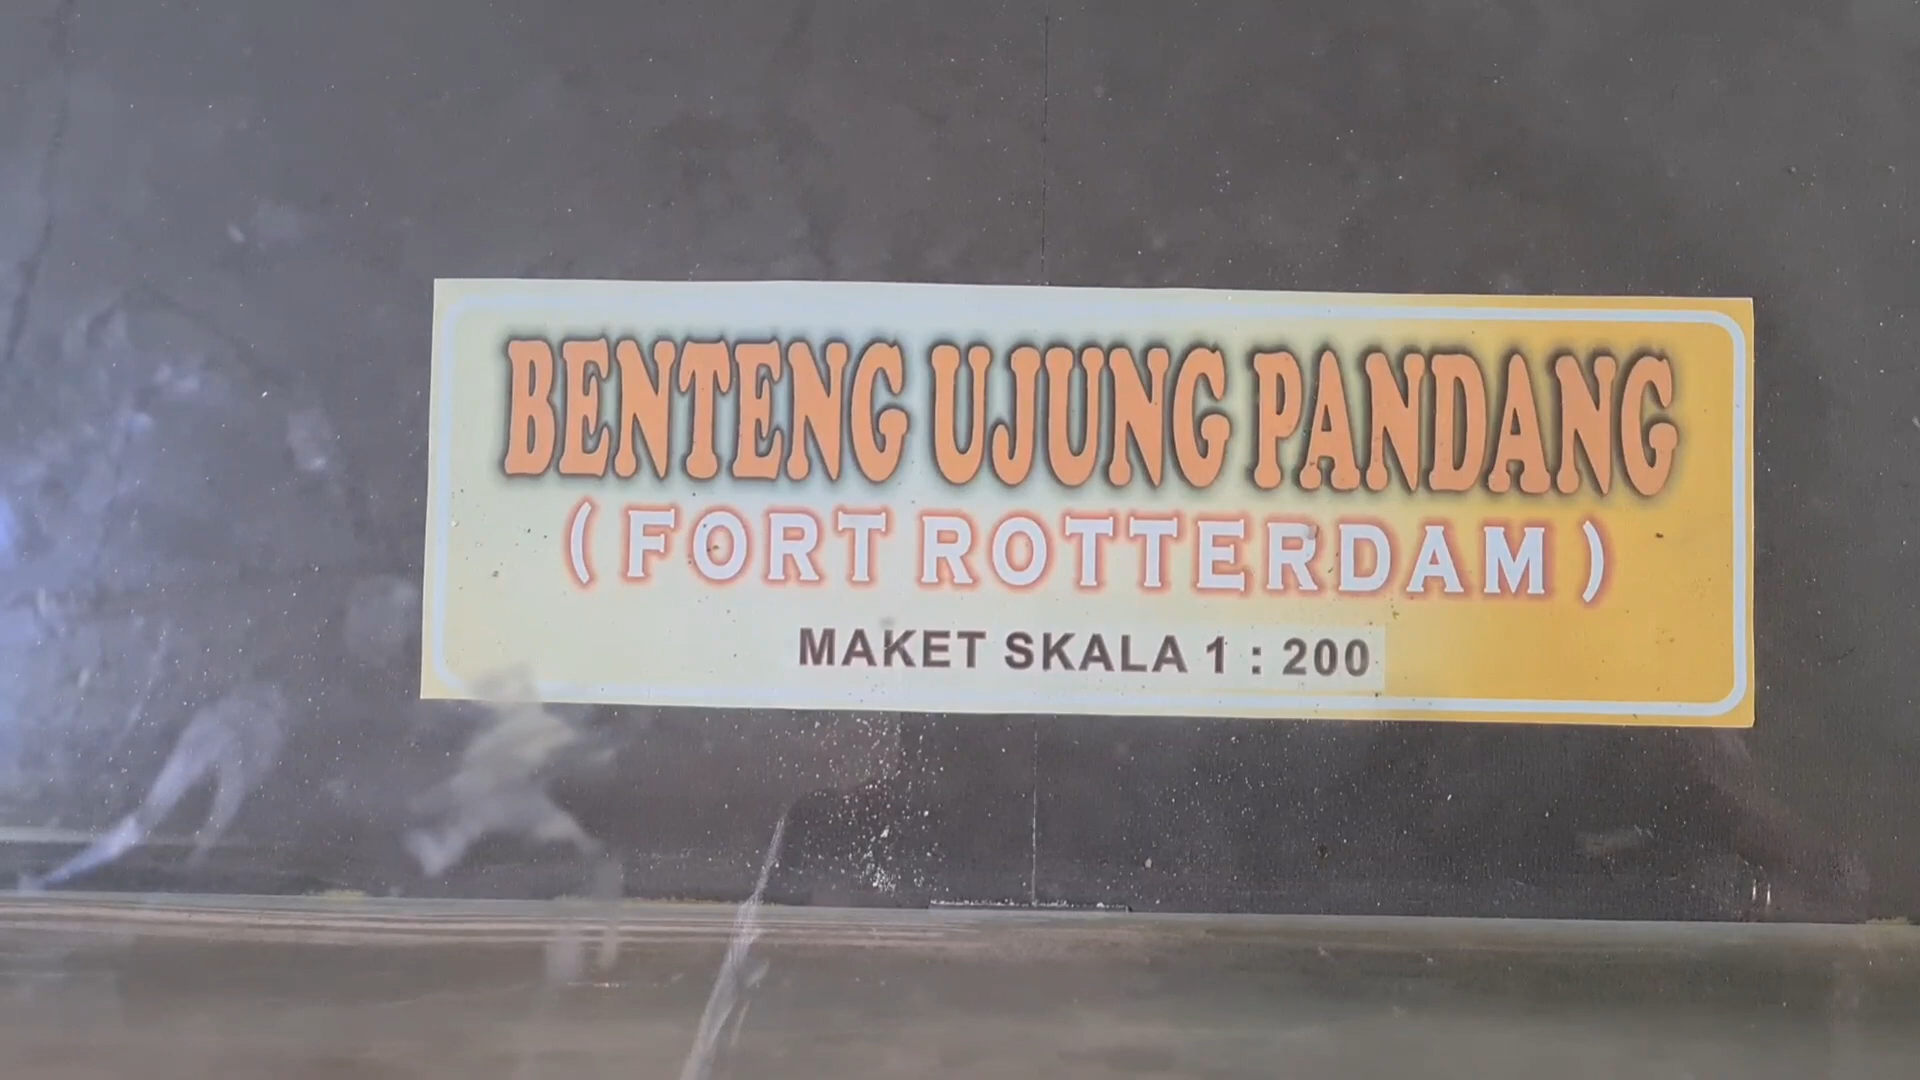 BENTENG UJUNG PANDANG
( FORT ROTTERDAM )
MAKET SKALA 1 : 200